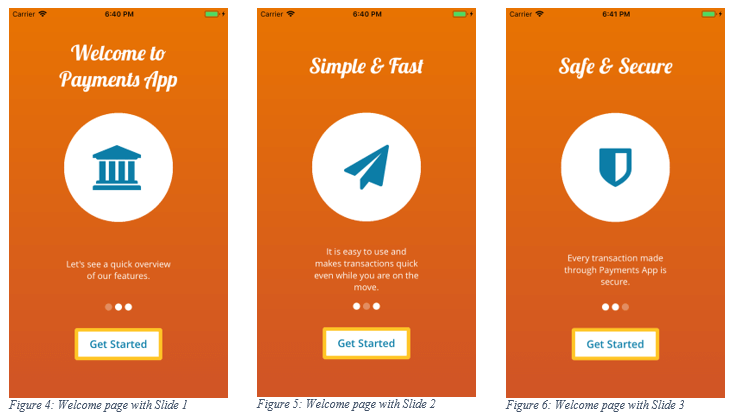 Carrier 6:40 PM
Welcome to
Payments App
Let's see a quick overview
of our features.
Get Started
Figure 4: Welcome page with Slide 1
Carrier 6:40 PM
Simple & Fast
It is easy to use and
makes transactions quick
even while you are on the
move.
Get Started
Figure 5: Welcome page with Slide 2
Carrier 6:41 PM
Safe & Secure
Every transaction made
through Payments App is
secure.
Get Started
Figure 6: Welcome page with Slide 3